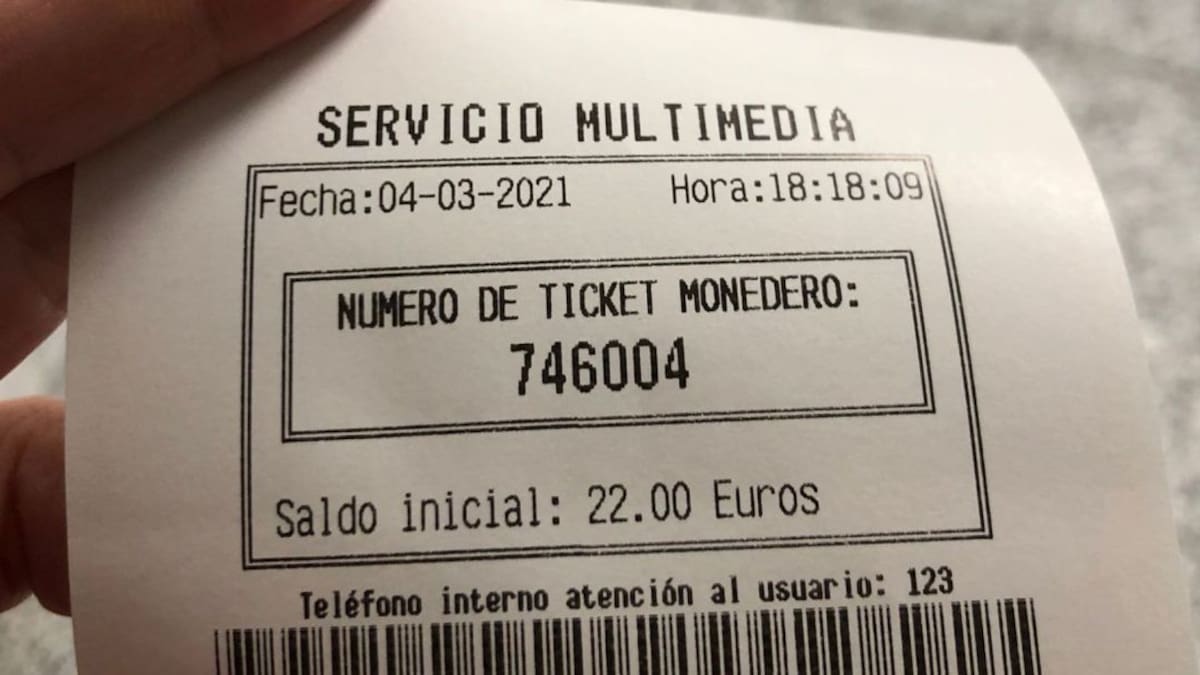 SERVICIO MULTIMEDIA
Fecha:04-03-2021 Hora:18:18:09
NUMERO DE TICKET MONEDERO:
746004
Saldo inicial: 22.00 Euros
Teléfono interno atención al usuario: 123